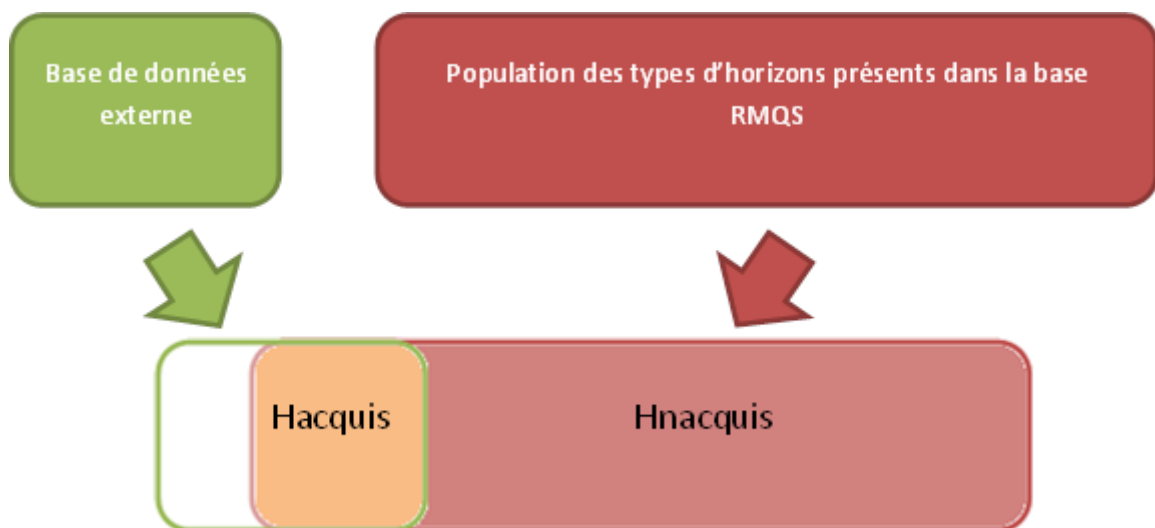 Base de données
externe
Population des types d'horizons présents dans la base
RMQS
Hacquis
Hnacquis